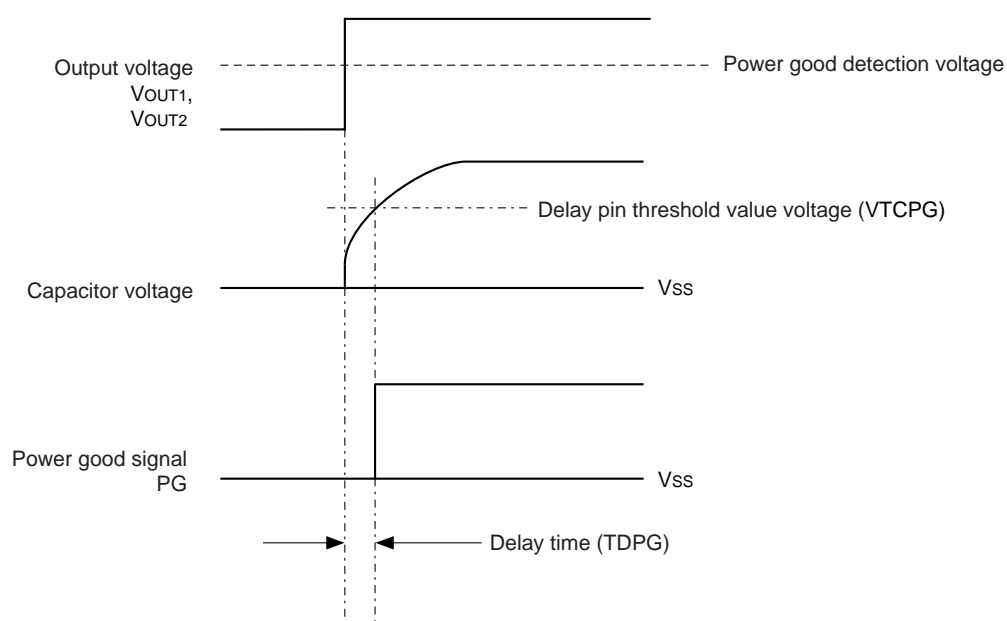 Output voltage
VOUT1,
VOUT2
Power good detection voltage
Delay pin threshold value voltage (VTCPG)
Capacitor voltage
VSS
Power good signal
PG
VSS
Delay time (TDPG)